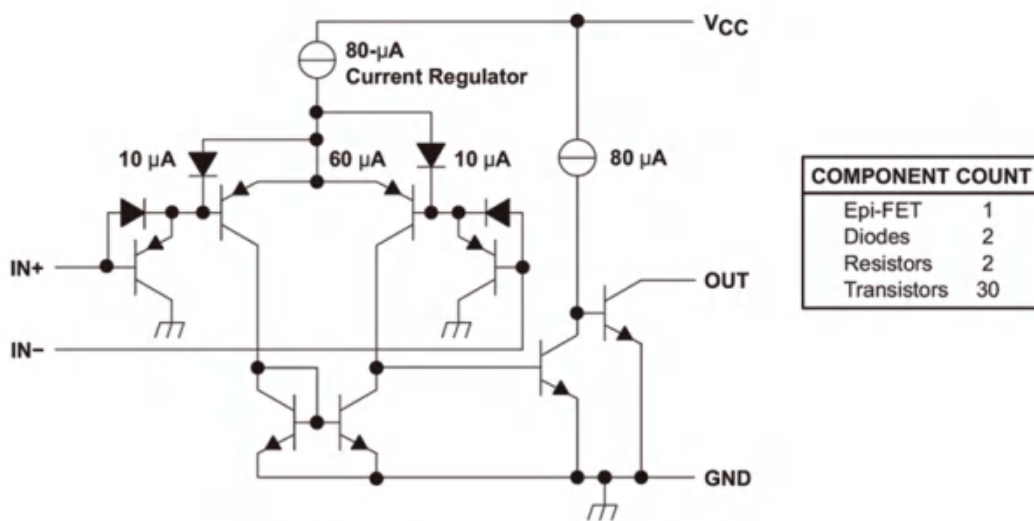 VCC
80-µA
Current Regulator
10 µA
60 µA
10 µA
80 µA
IN+
OUT
IN−
GND
COMPONENT COUNT
Epi-FET 1
Diodes 2
Resistors 2
Transistors 30